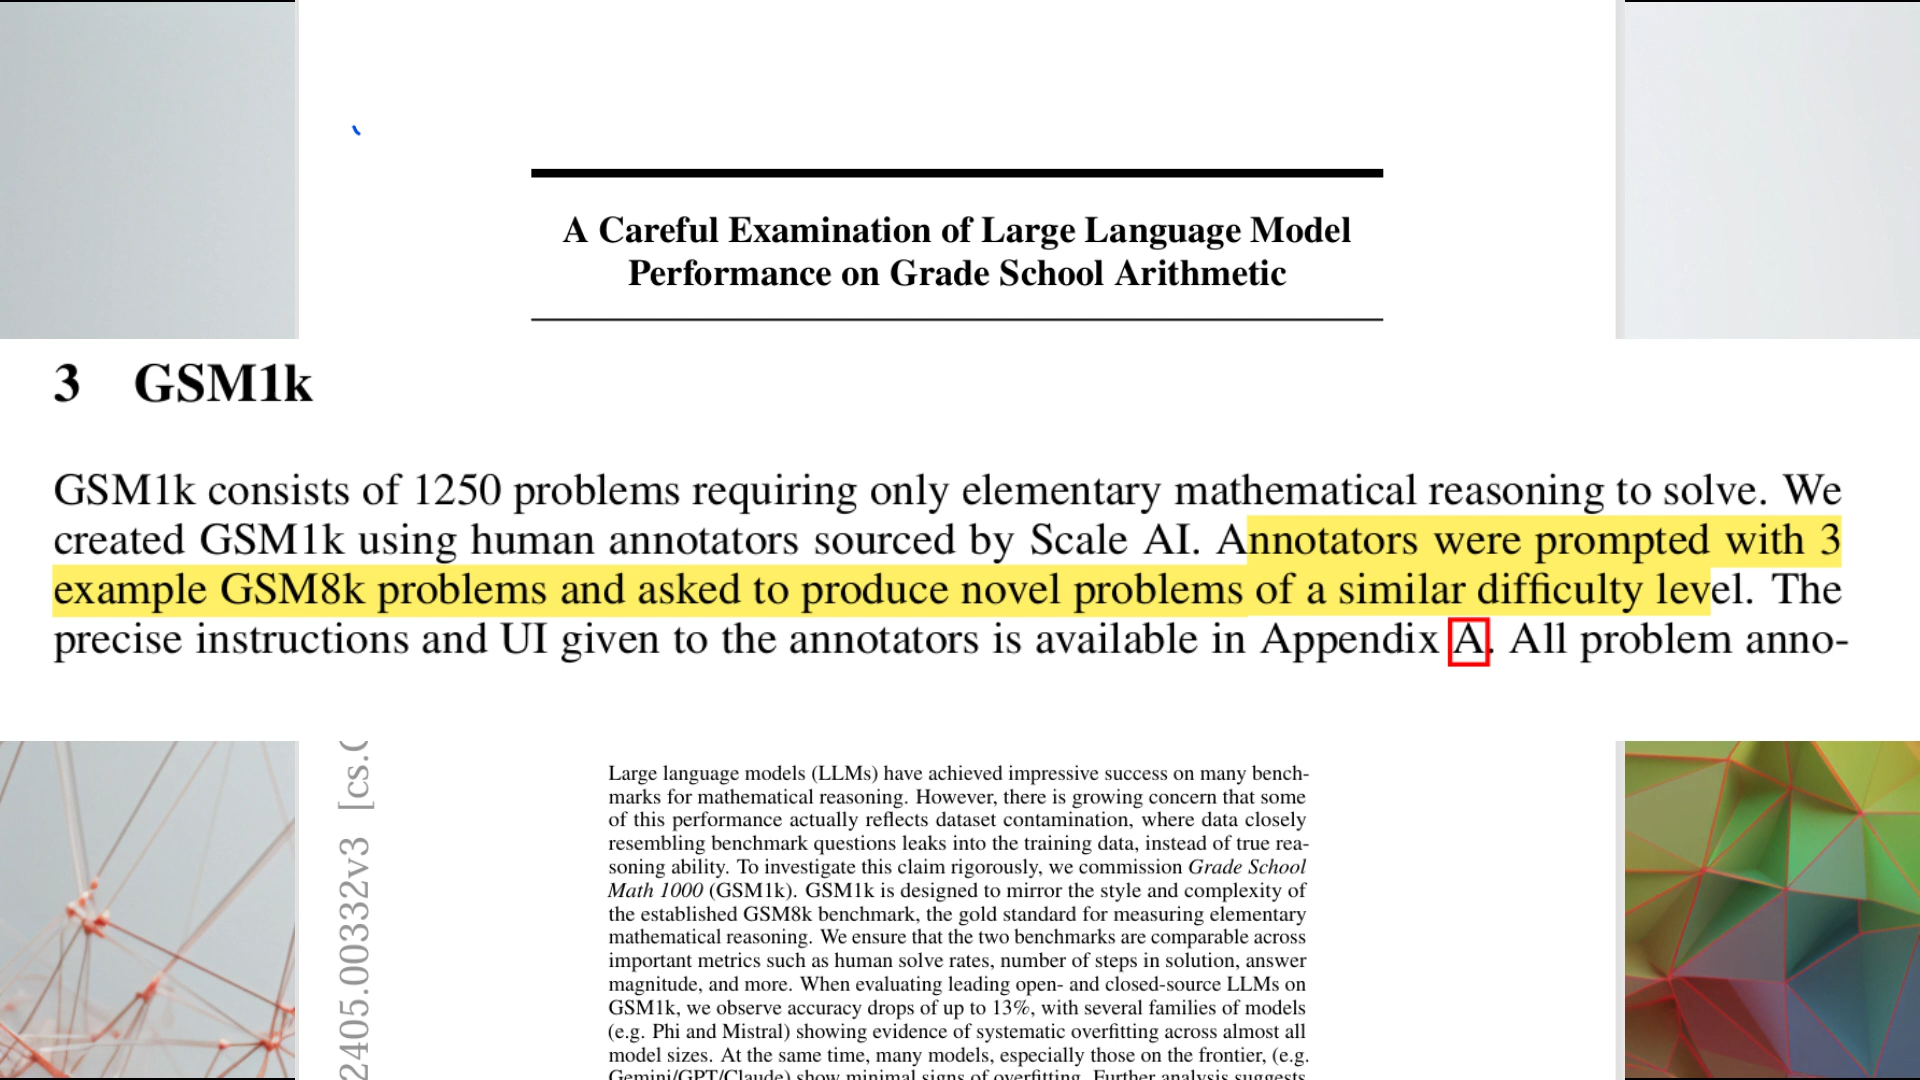 A Careful Examination of Large Language Model
Performance on Grade School Arithmetic
3 GSM1k
GSM1k consists of 1250 problems requiring only elementary mathematical reasoning to solve. We
created GSM1k using human annotators sourced by Scale AI. Annotators were prompted with 3
example GSM8k problems and asked to produce novel problems of a similar difficulty level. The
precise instructions and UI given to the annotators is available in Appendix A. All problem anno-
2405.00332v3 [cs.
Large language models (LLMs) have achieved impressive success on many bench-
marks for mathematical reasoning. However, there is growing concern that some
of this performance actually reflects dataset contamination, where data closely
resembling benchmark questions leaks into the training data, instead of true rea-
soning ability. To investigate this claim rigorously, we commission Grade School
Math 1000 (GSM1k). GSM1k is designed to mirror the style and complexity of
the established GSM8k benchmark, the gold standard for measuring elementary
mathematical reasoning. We ensure that the two benchmarks are comparable across
important metrics such as human solve rates, number of steps in solution, answer
magnitude, and more. When evaluating leading open- and closed-source LLMs on
GSM1k, we observe accuracy drops of up to 13%, with several families of models
(e.g. Phi and Mistral) showing evidence of systematic overfitting across almost all
model sizes. At the same time, many models, especially those on the frontier, (e.g.
Gemini/GPT/Claude) show minimal signs of overfitting. Further analysis suggests